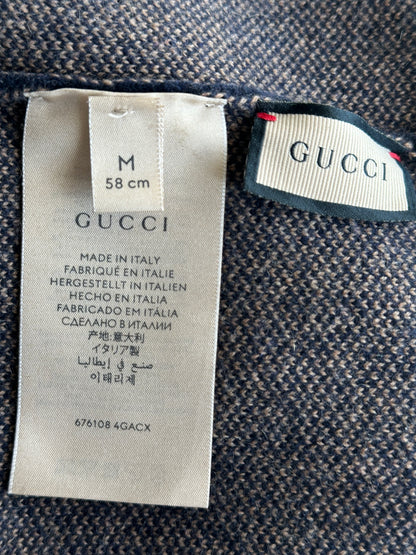 M
58 cm
GUCCI
MADE IN ITALY
FABRIQUÉ EN ITALIE
HERGESTELLT IN ITALIEN
HECHO EN ITALIA
FABRICADO EM ITÁLIA
СДЕЛАНО В ИТАЛИИ
产地:意大利
イタリア製
صنع في إيطاليا
이태리제
676108 4GACX
GUCCI